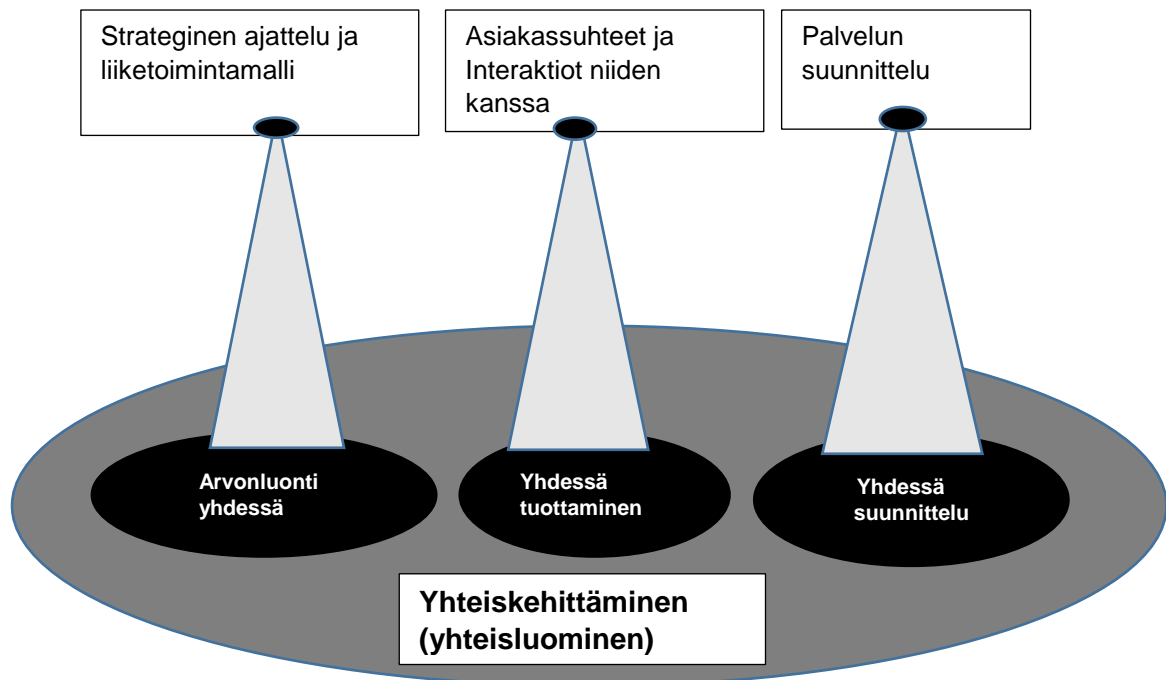 Strateginen ajattelu ja
liiketoimintamalli
Asiakassuhteet ja
Interaktiot niiden
kanssa
Palvelun
suunnittelu
Arvonluonti
yhdessä
Yhdessä
tuottaminen
Yhdessä
suunnittelu
Yhteiskehittäminen
(yhteisluominen)